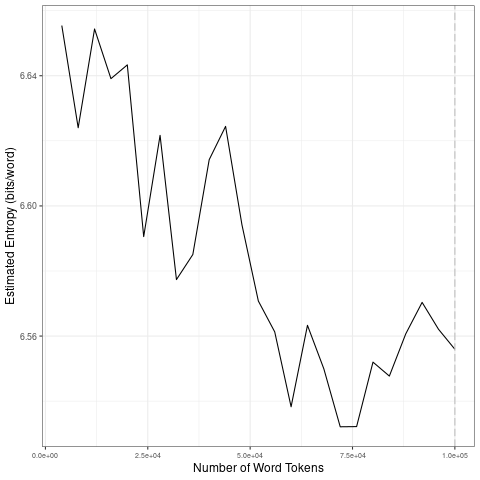 Estimated Entropy (bits/word)
6.64
6.60
6.56
0.0e+00 2.5e+04 5.0e+04 7.5e+04 1.0e+05
Number of Word Tokens